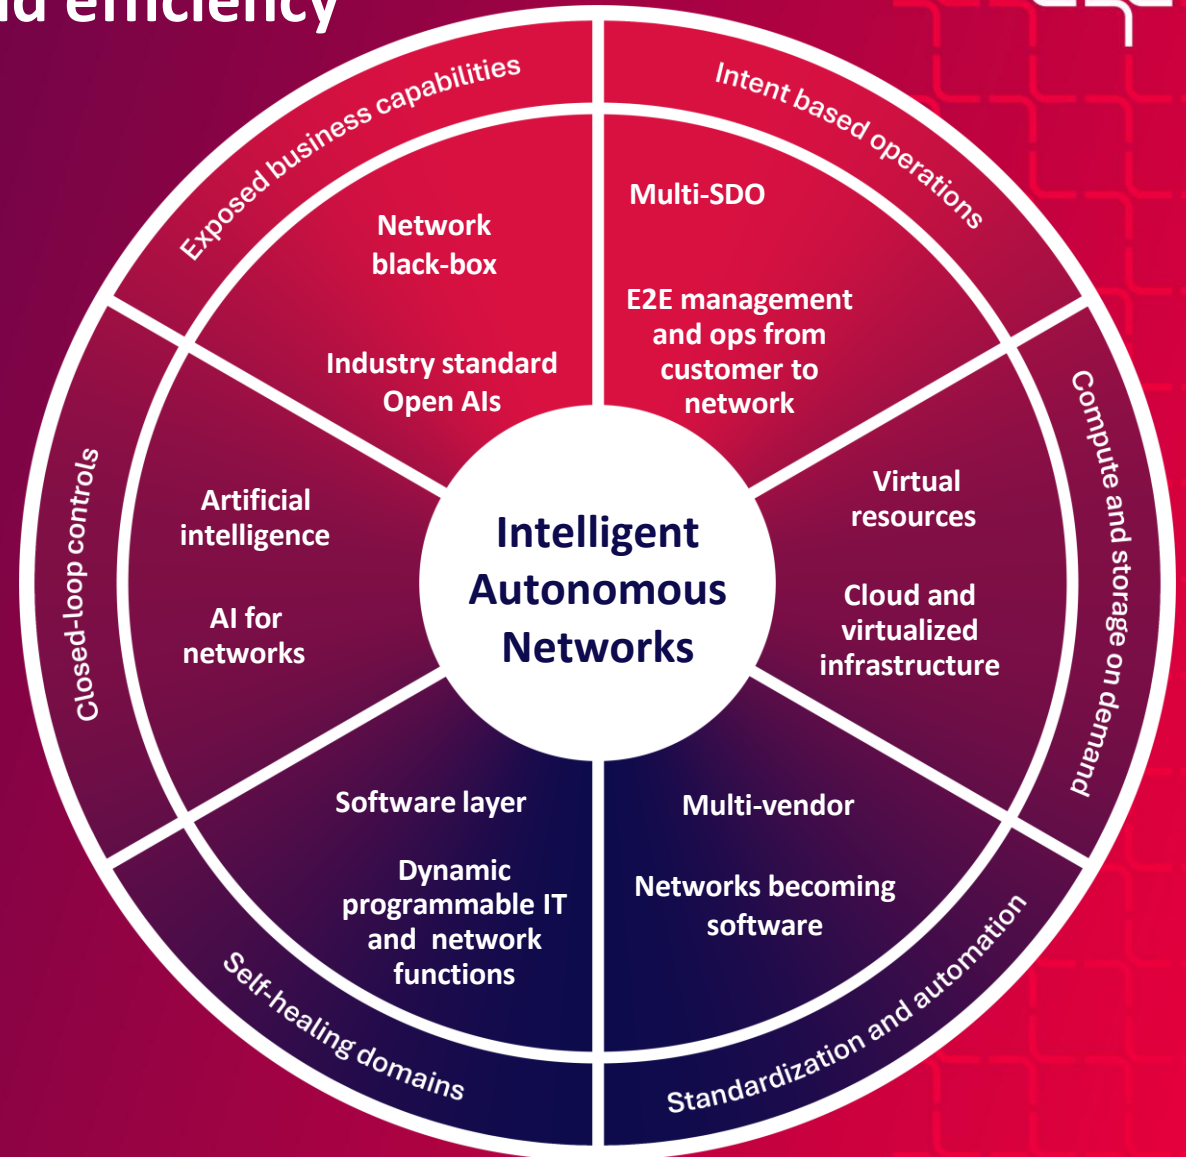 d efficiency
Exposed business capabilities
Intent based operations
Network
black-box
Industry standard
Open AIs
Multi-SDO
E2E management
and ops from
customer to
network
Compute and storage on demand
Virtual
resources
Cloud and
virtualized
infrastructure
Closed-loop controls
Artificial
intelligence
AI for
networks
Intelligent
Autonomous
Networks
Software layer
Dynamic
programmable IT
and network
functions
Self-healing domains
Multi-vendor
Networks becoming
software
Standardization and automation